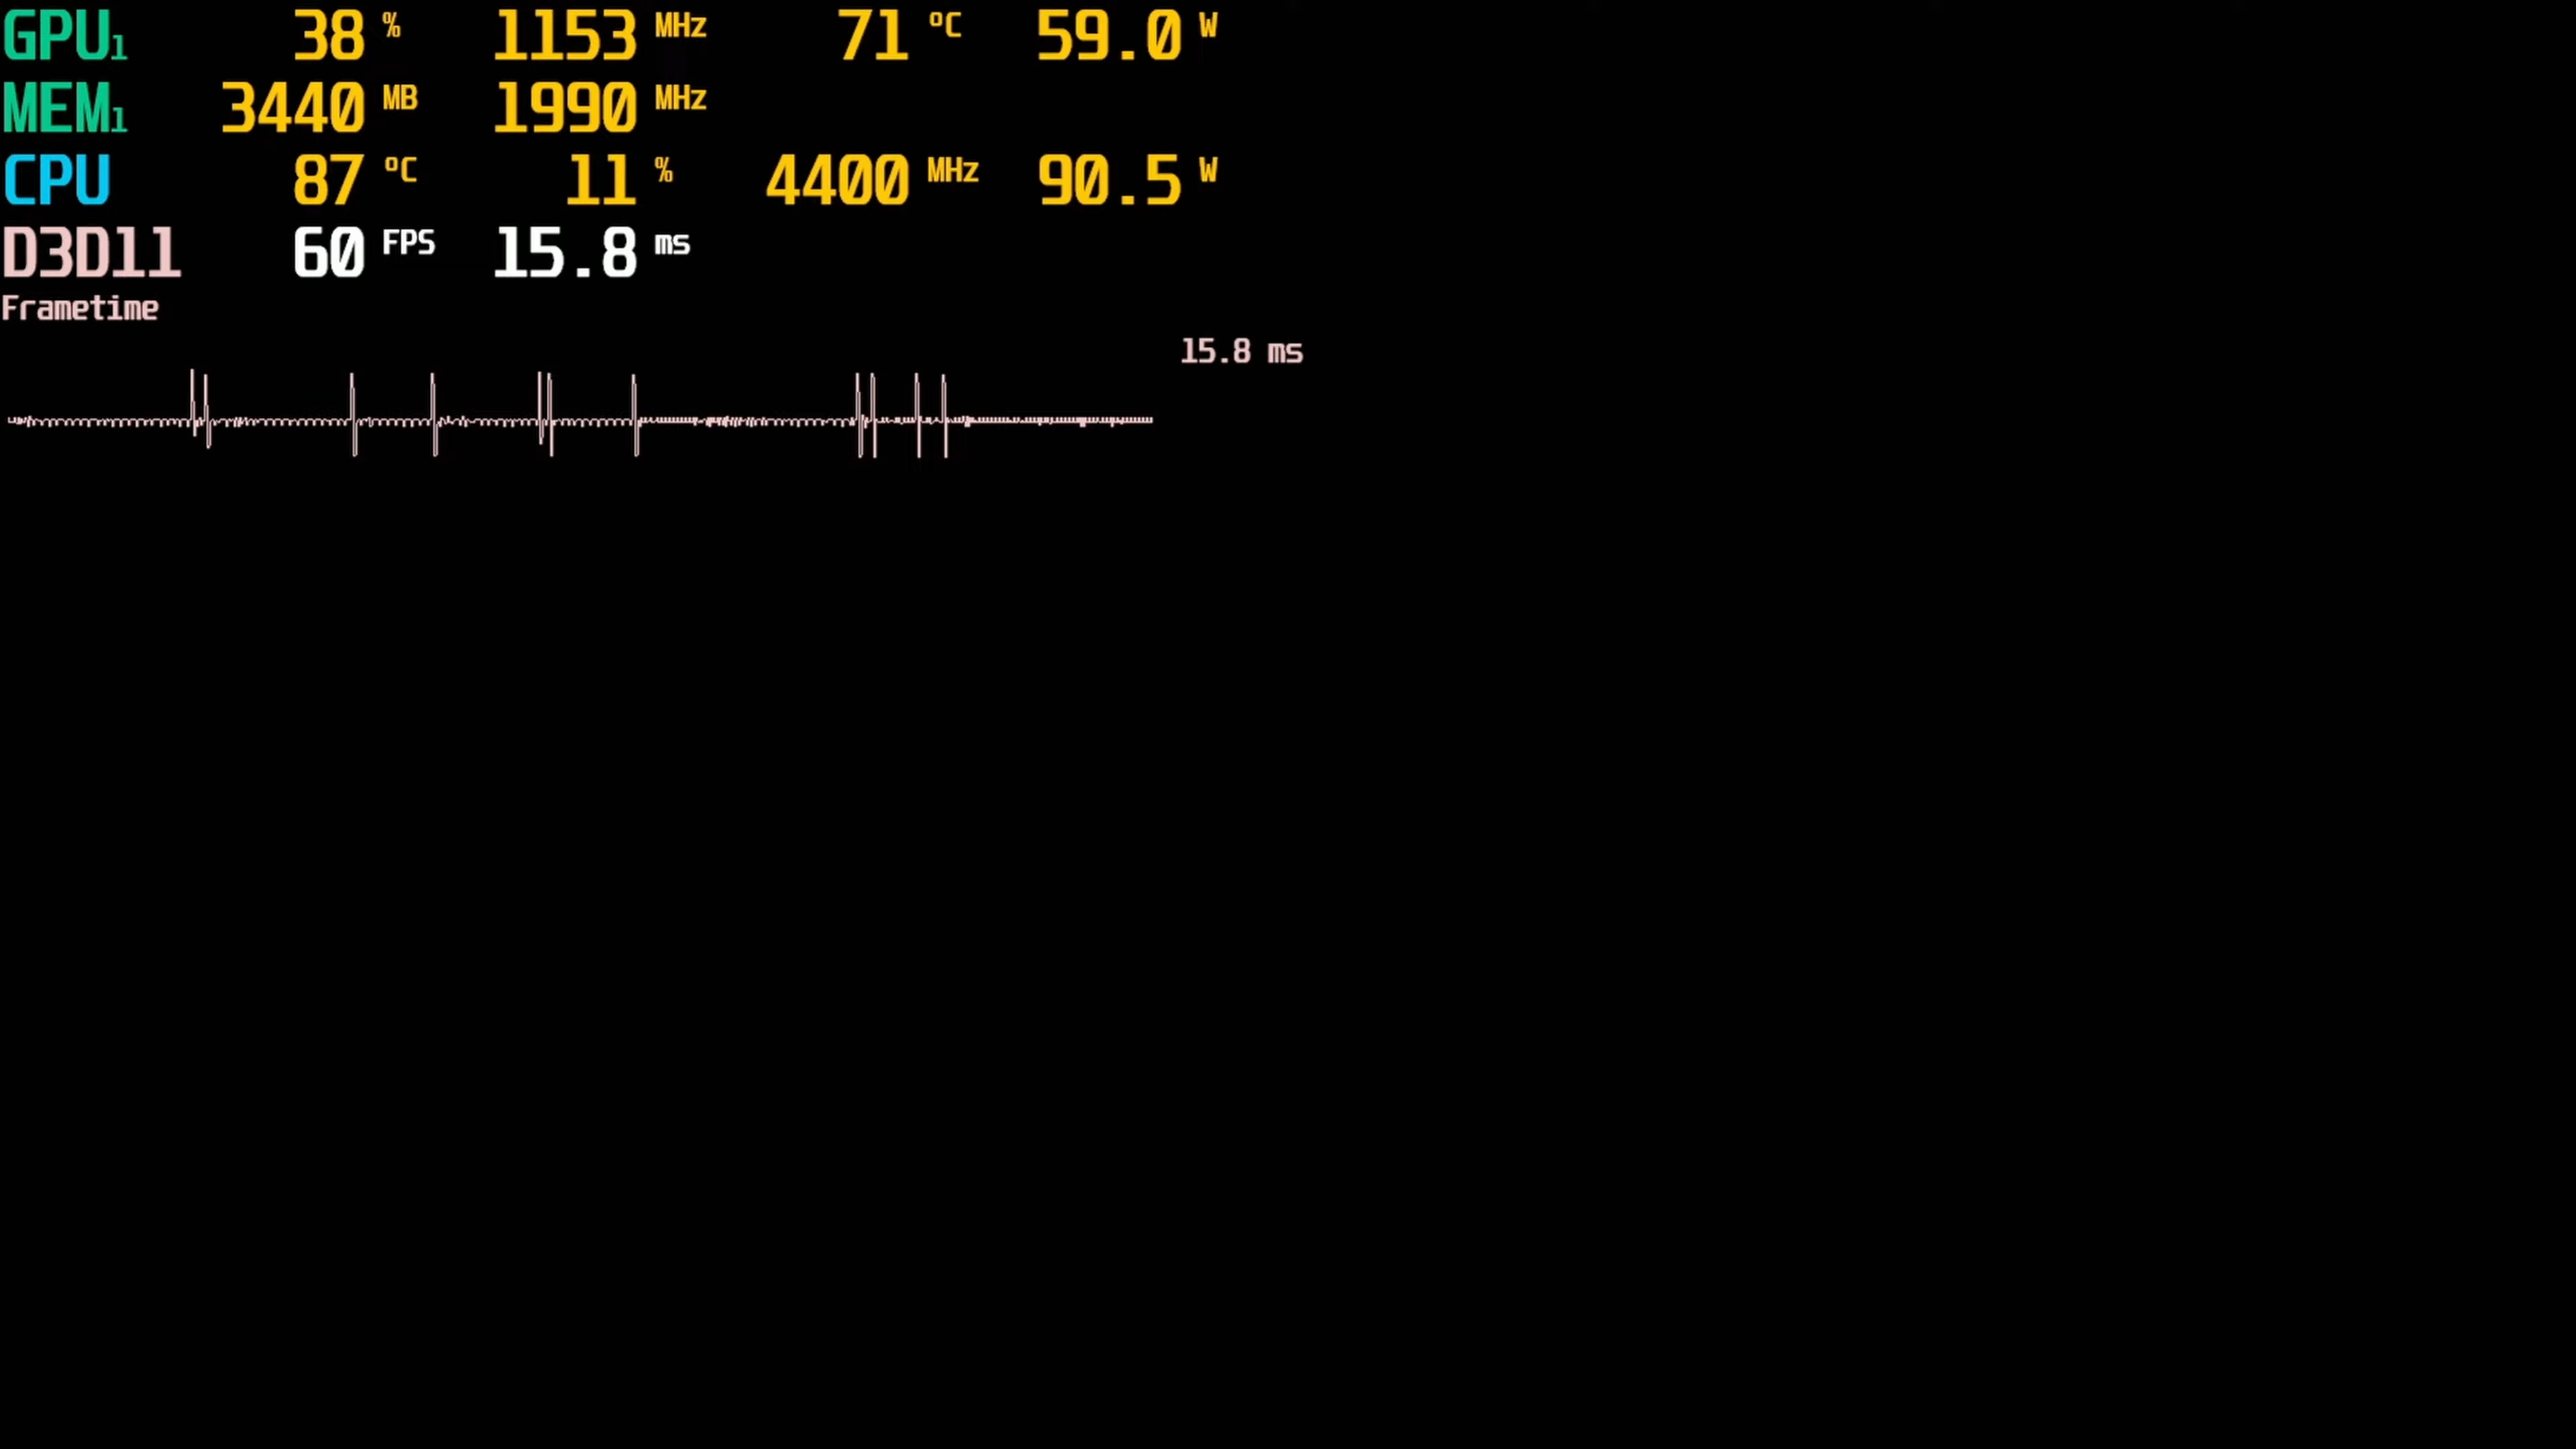 GPU1 38 % 1153 MHz 71 °C 59.0 W
MEM1 3440 MB 1990 MHz
CPU 87 °C 11 % 4400 MHz 90.5 W
D3D11 60 FPS 15.8 ms
Frametime
15.8 ms